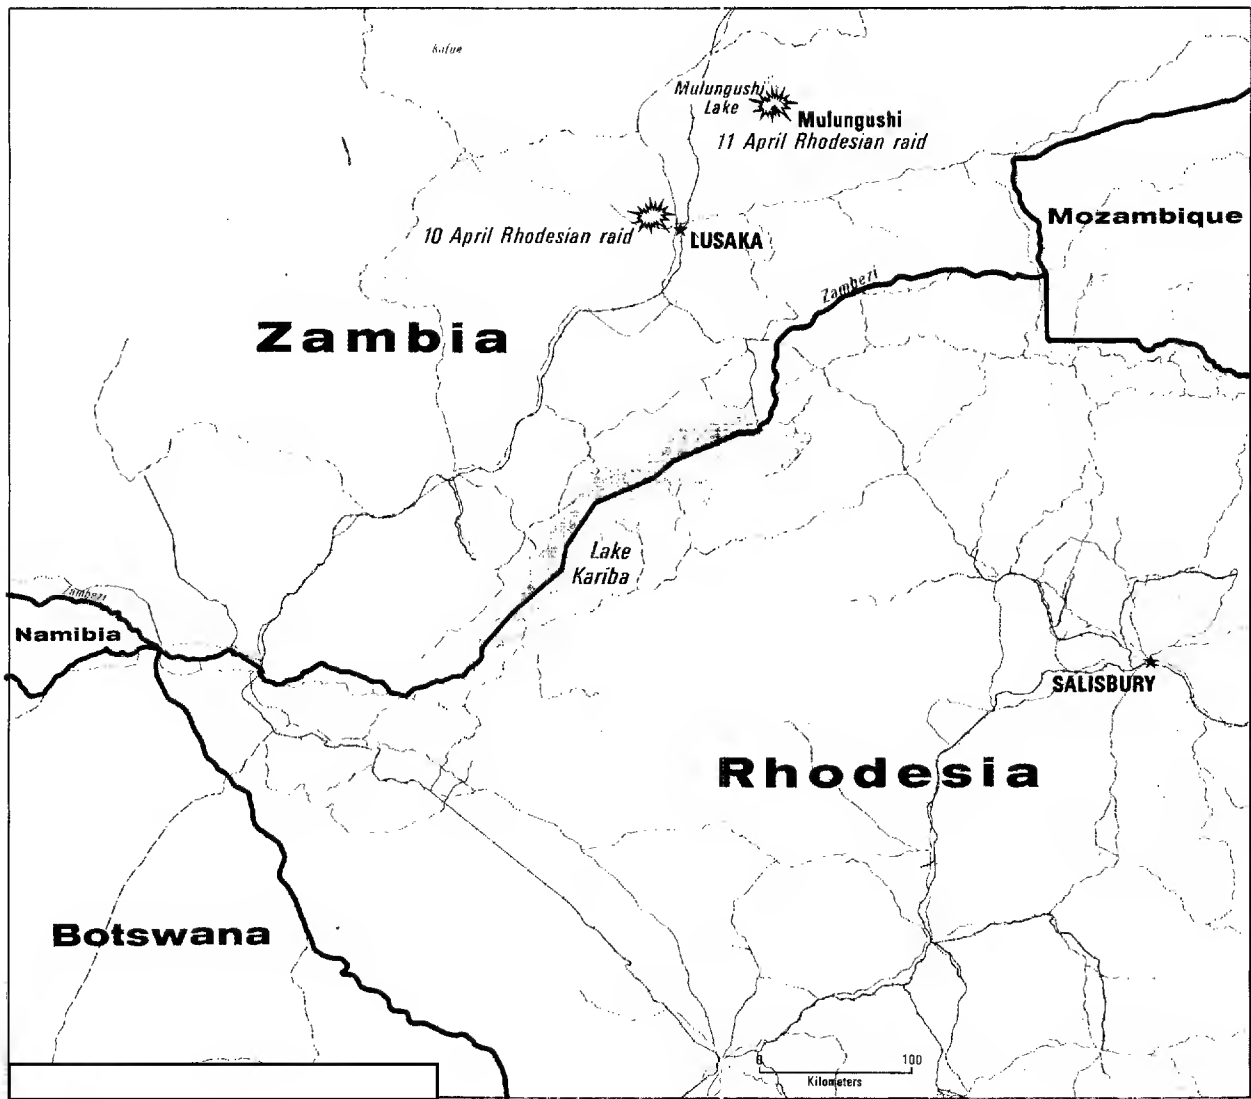 Kafue
Mulungushi
Lake
Mulungushi
11 April Rhodesian raid
Mozambique
10 April Rhodesian raid
LUSAKA
Zambezi
Zambia
Lake
Kariba
Zambezi
Namibia
SALISBURY
Rhodesia
Botswana
0 100
Kilometers